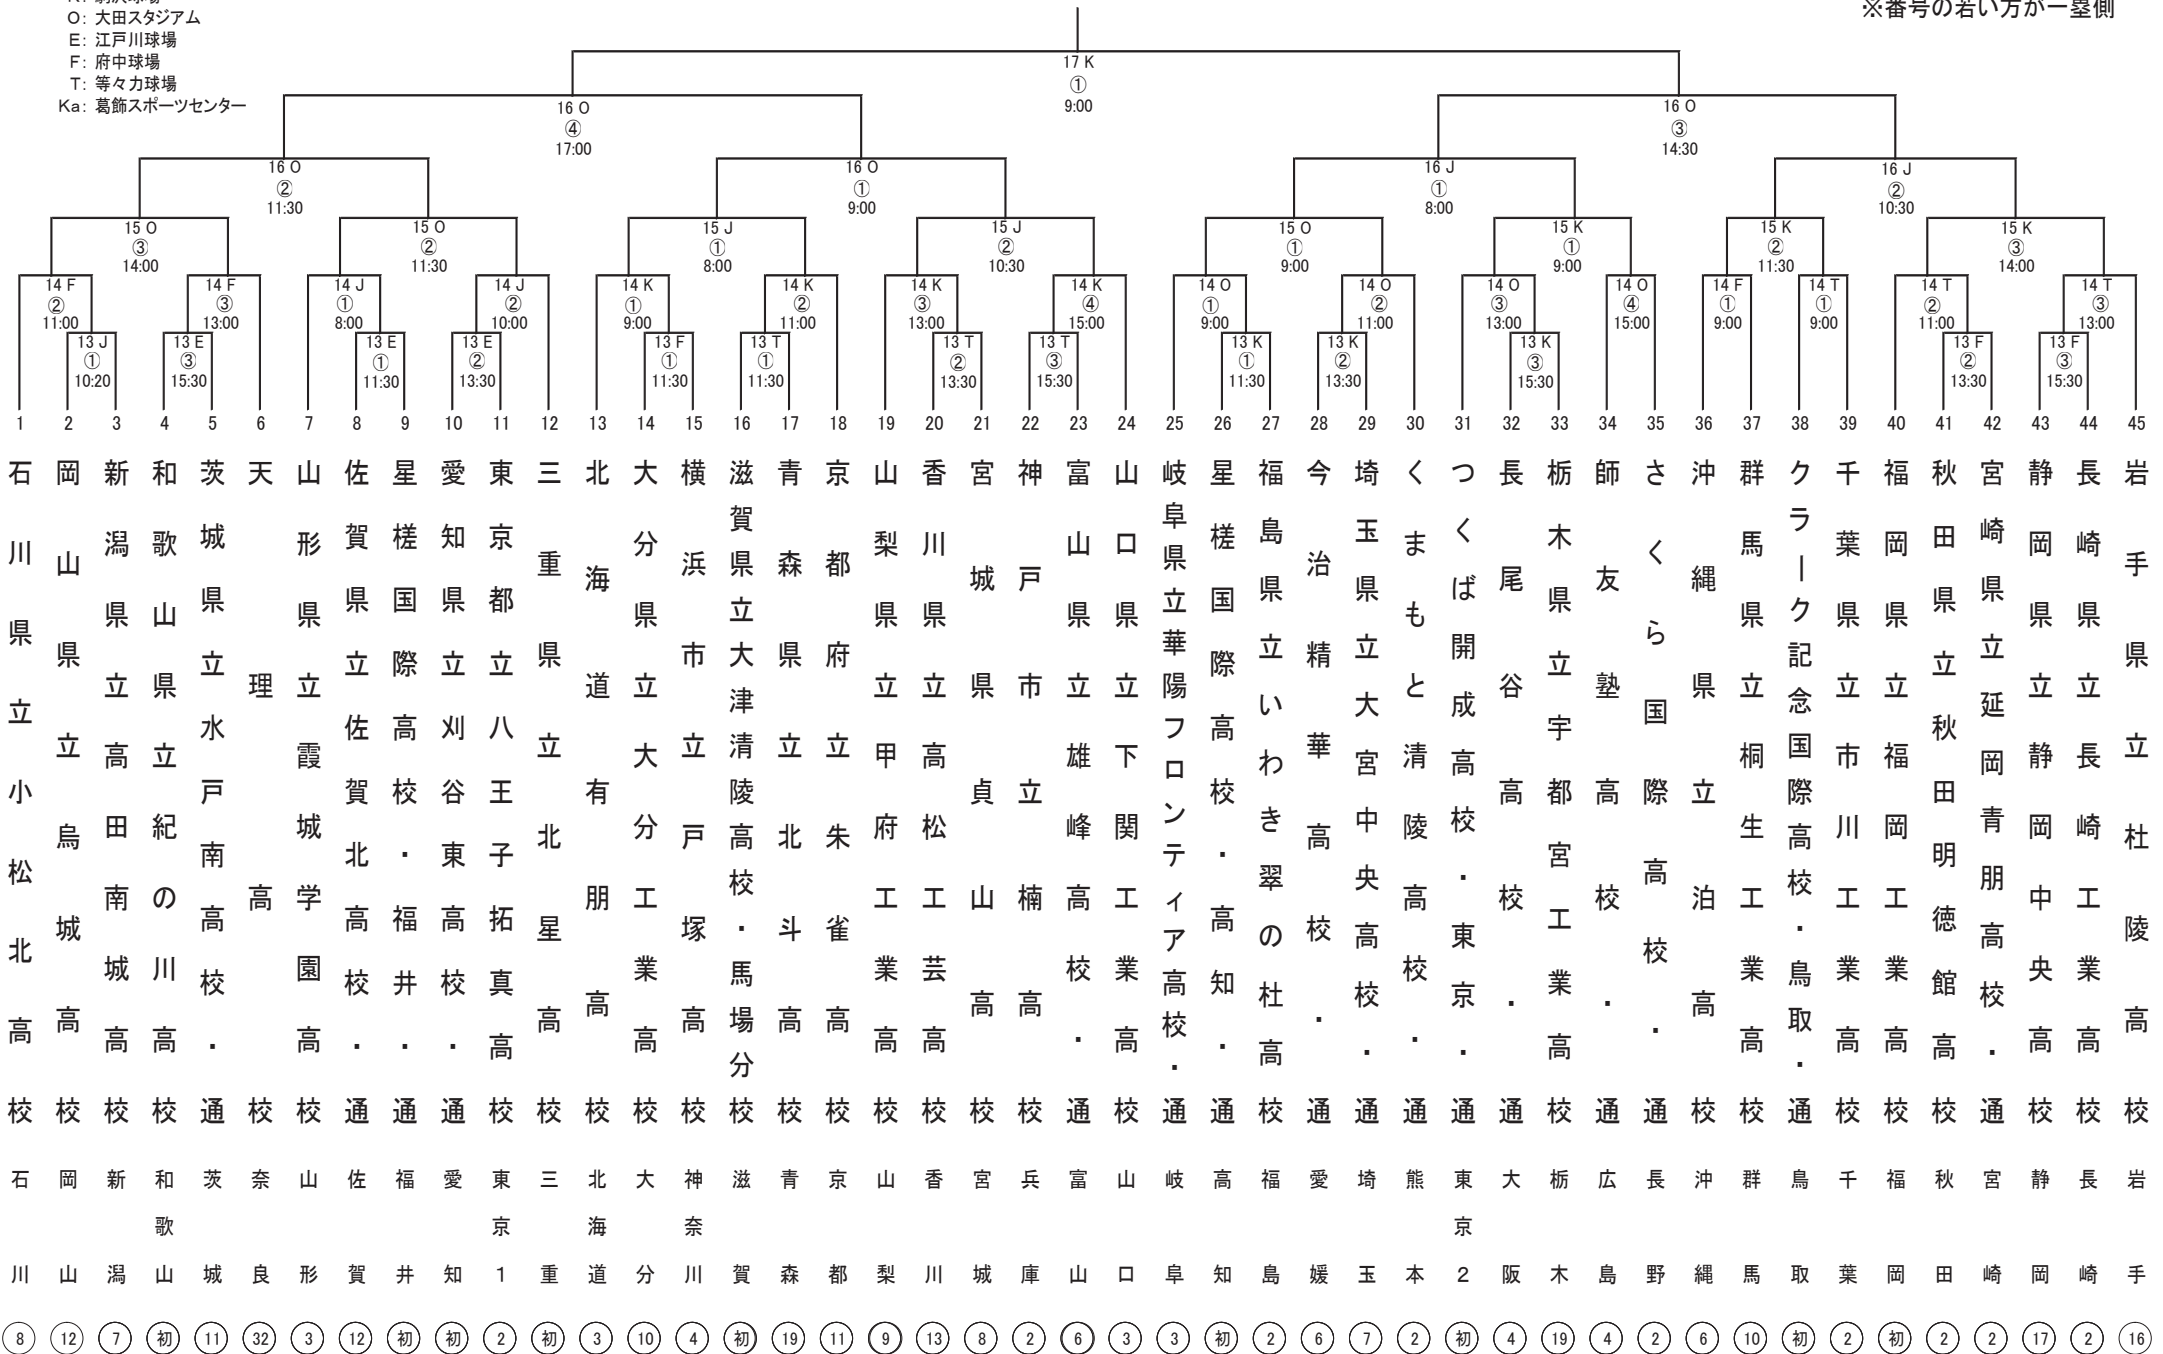 O: 大田スタジアム
※番号の若い方が一塁側
E: 江戸川球場
F: 府中球場
T: 等々力球場
Ka: 葛飾スポーツセンター
17 K
①
9:00
16 O
④
17:00
16 O
③
14:30
16 O
②
11:30
16 O
①
9:00
16 J
①
8:00
16 J
②
10:30
15 O
③
14:00
15 O
②
11:30
15 J
①
8:00
15 J
②
10:30
15 O
①
9:00
15 K
①
9:00
15 K
②
11:30
15 K
③
14:00
14 F
②
11:00
14 F
③
13:00
14 J
①
8:00
14 J
②
10:00
14 K
①
9:00
14 K
②
11:00
14 K
③
13:00
14 K
④
15:00
14 O
①
9:00
14 O
②
11:00
14 O
③
13:00
14 O
④
15:00
14 F
①
9:00
14 T
①
9:00
14 T
②
11:00
14 T
③
13:00
13 J
①
10:20
13 E
③
15:30
13 E
①
11:30
13 E
②
13:30
13 F
①
11:30
13 T
①
11:30
13 T
②
13:30
13 T
③
15:30
13 K
①
11:30
13 K
②
13:30
13 K
③
15:30
13 F
②
13:30
13 F
③
15:30
1 2 3 4 5 6 7 8 9 10 11 12 13 14 15 16 17 18 19 20 21 22 23 24 25 26 27 28 29 30 31 32 33 34 35 36 37 38 39 40 41 42 43 44 45
石川県立小松北高校
岡山県立烏城高校
新潟県立高田南城高校
和歌山県立紀の川高校
茨城県立水戸南高校・通
天理高校
山形県立霞城学園高校
佐賀県立佐賀北高校・通
星槎国際高校・福井・通
愛知県立刈谷東高校・通
東京都立八王子拓真高校
三重県立北星高校
北海道有朋高校
大分県立大分工業高校
横浜市立戸塚高校
滋賀県立大津清陵高校・馬場分校
青森県立北斗高校
京都府立朱雀高校
山梨県立甲府工業高校
香川県立高松工芸高校
宮城県貞山高校
神戸市立楠高校
富山県立雄峰高校・通
山口県立下関工業高校
岐阜県立華陽フロンティア高校・通
星槎国際高校・高知・通
福島県立いわき翠の杜高校
今治精華高校・通
埼玉県立大宮中央高校・通
くまもと清陵高校・通
つくば開成高校・東京・通
長尾谷高校・通
栃木県立宇都宮工業高校
師友塾高校・通
さくら国際高校・通
沖縄県立泊高校
群馬県立桐生工業高校
クラーク記念国際高校・鳥取・通
千葉県立市川工業高校
福岡県立福岡工業高校
秋田県立秋田明徳館高校
宮崎県立延岡青朋高校・通
静岡県立静岡中央高校
長崎県立長崎工業高校
岩手県立杜陵高校
石川 岡山 新潟 和歌山 茨城 奈良 山形 佐賀 福井 愛知 東京1 三重 北海道 大分 神奈川 滋賀 青森 京都 山梨 香川 宮城 兵庫 富山 山口 岐阜 高知 福島 愛媛 埼玉 熊本 東京2 大阪 栃木 広島 長野 沖縄 群馬 鳥取 千葉 福岡 秋田 宮崎 静岡 長崎 岩手
8 12 7 初 11 32 3 12 初 初 2 初 3 10 4 初 19 11 9 13 8 2 6 3 3 初 2 6 7 2 初 4 19 4 2 6 10 初 2 初 2 2 17 2 16